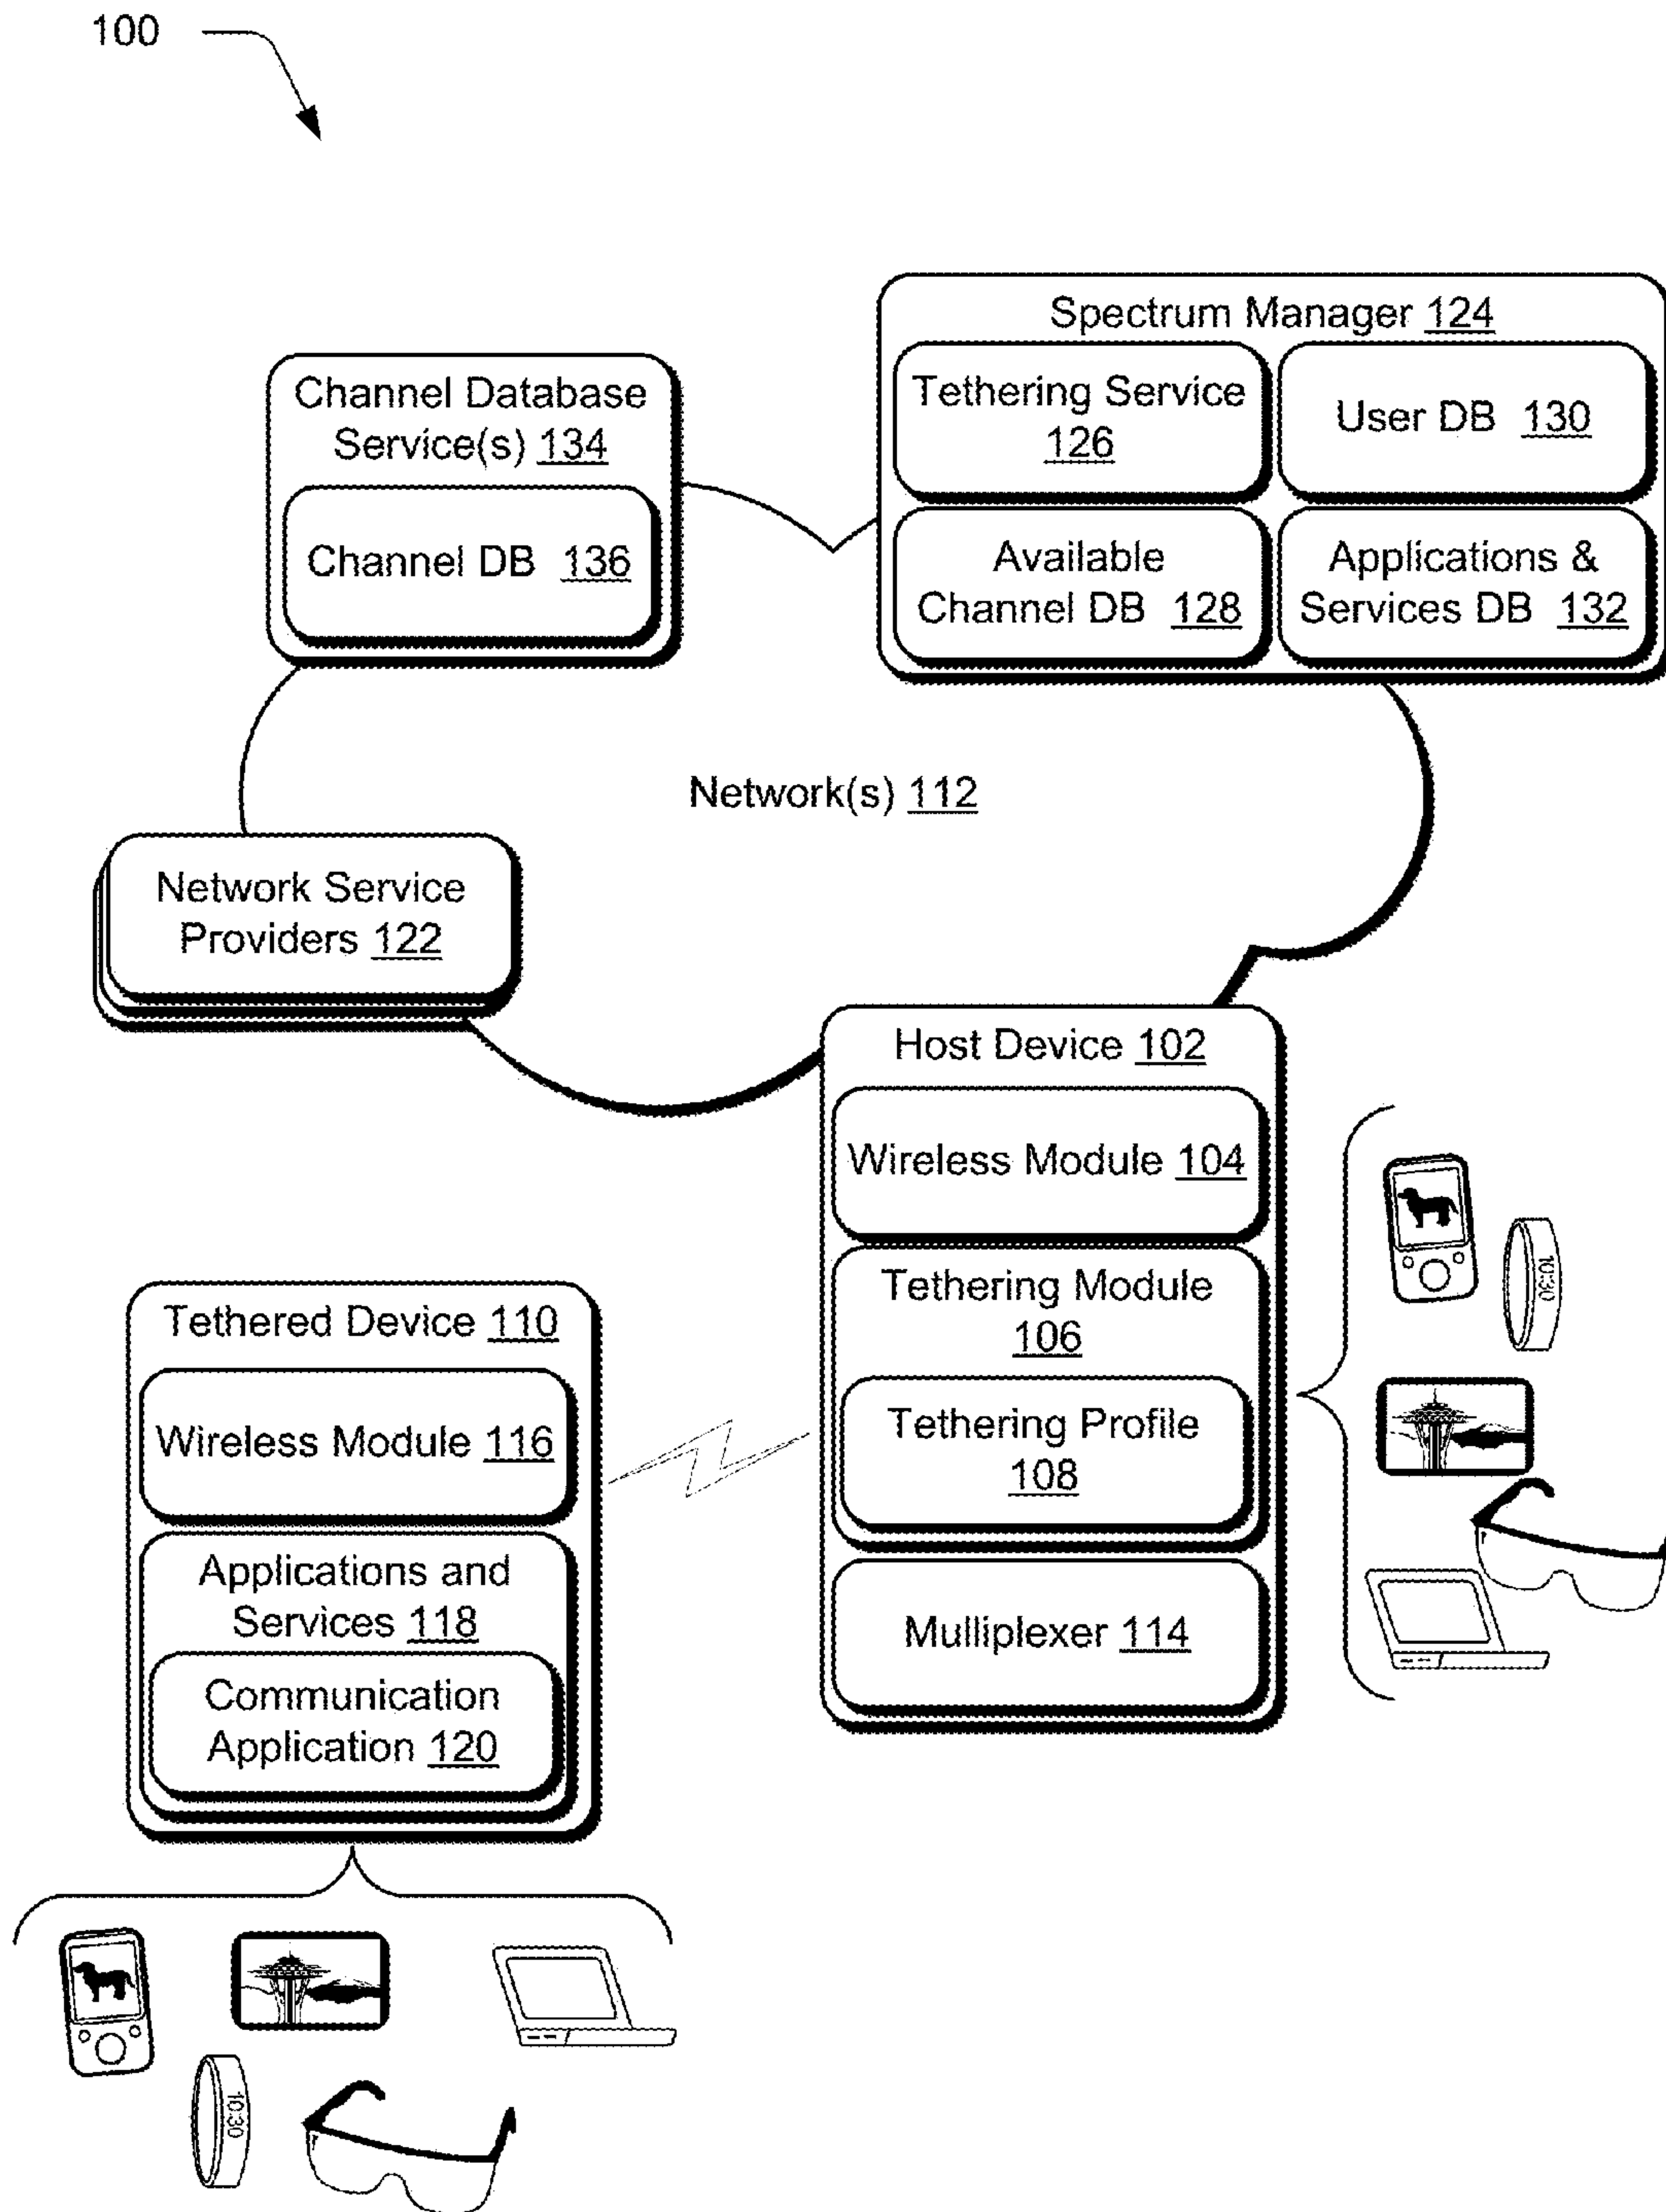 100
Spectrum Manager 124
Tethering Service
126
User DB 130
Available
Channel DB 128
Applications &
Services DB 132
Channel Database
Service(s) 134
Channel DB 136
Network(s) 112
Network Service
Providers 122
Host Device 102
Wireless Module 104
Tethering Module
106
Tethering Profile
108
Mulliplexer 114
10:30
Tethered Device 110
Wireless Module 116
Applications and
Services 118
Communication
Application 120
10:30